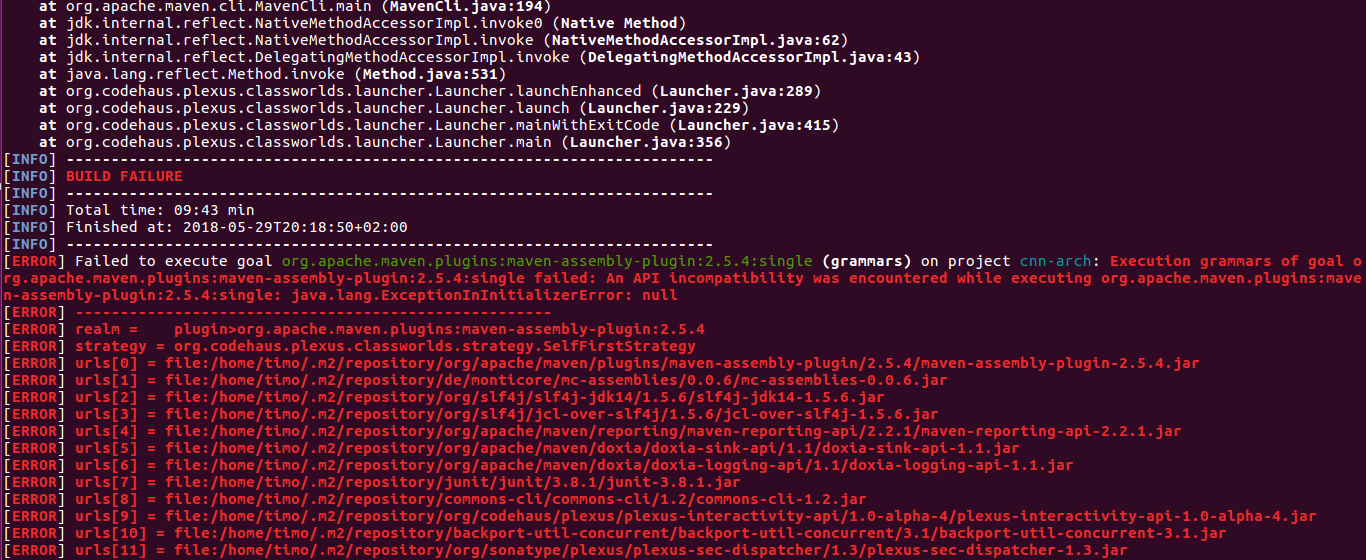 at org.apache.maven.cli.MavenCli.main (MavenCli.java:194)
at jdk.internal.reflect.NativeMethodAccessorImpl.invoke0 (Native Method)
at jdk.internal.reflect.NativeMethodAccessorImpl.invoke (NativeMethodAccessorImpl.java:62)
at jdk.internal.reflect.DelegatingMethodAccessorImpl.invoke (DelegatingMethodAccessorImpl.java:43)
at java.lang.reflect.Method.invoke (Method.java:531)
at org.codehaus.plexus.classworlds.launcher.Launcher.launchEnhanced (Launcher.java:289)
at org.codehaus.plexus.classworlds.launcher.Launcher.launch (Launcher.java:229)
at org.codehaus.plexus.classworlds.launcher.Launcher.mainWithExitCode (Launcher.java:415)
at org.codehaus.plexus.classworlds.launcher.Launcher.main (Launcher.java:356)
[INFO] ------------------------------------------------------------------------
[INFO] BUILD FAILURE
[INFO] ------------------------------------------------------------------------
[INFO] Total time: 09:43 min
[INFO] Finished at: 2018-05-29T20:18:50+02:00
[INFO] ------------------------------------------------------------------------
[ERROR] Failed to execute goal org.apache.maven.plugins:maven-assembly-plugin:2.5.4:single (grammars) on project cnn-arch: Execution grammars of goal o
rg.apache.maven.plugins:maven-assembly-plugin:2.5.4:single failed: An API incompatibility was encountered while executing org.apache.maven.plugins:mave
n-assembly-plugin:2.5.4:single: java.lang.ExceptionInInitializerError: null
[ERROR] -----------------------------------------------------
[ERROR] realm =    plugin>org.apache.maven.plugins:maven-assembly-plugin:2.5.4
[ERROR] strategy = org.codehaus.plexus.classworlds.strategy.SelfFirstStrategy
[ERROR] urls[0] = file:/home/timo/.m2/repository/org/apache/maven/plugins/maven-assembly-plugin/2.5.4/maven-assembly-plugin-2.5.4.jar
[ERROR] urls[1] = file:/home/timo/.m2/repository/de/monticore/mc-assemblies/0.0.6/mc-assemblies-0.0.6.jar
[ERROR] urls[2] = file:/home/timo/.m2/repository/org/slf4j/slf4j-jdk14/1.5.6/slf4j-jdk14-1.5.6.jar
[ERROR] urls[3] = file:/home/timo/.m2/repository/org/slf4j/jcl-over-slf4j/1.5.6/jcl-over-slf4j-1.5.6.jar
[ERROR] urls[4] = file:/home/timo/.m2/repository/org/apache/maven/reporting/maven-reporting-api/2.2.1/maven-reporting-api-2.2.1.jar
[ERROR] urls[5] = file:/home/timo/.m2/repository/org/apache/maven/doxia/doxia-sink-api/1.1/doxia-sink-api-1.1.jar
[ERROR] urls[6] = file:/home/timo/.m2/repository/org/apache/maven/doxia/doxia-logging-api/1.1/doxia-logging-api-1.1.jar
[ERROR] urls[7] = file:/home/timo/.m2/repository/junit/junit/3.8.1/junit-3.8.1.jar
[ERROR] urls[8] = file:/home/timo/.m2/repository/commons-cli/commons-cli/1.2/commons-cli-1.2.jar
[ERROR] urls[9] = file:/home/timo/.m2/repository/org/codehaus/plexus/plexus-interactivity-api/1.0-alpha-4/plexus-interactivity-api-1.0-alpha-4.jar
[ERROR] urls[10] = file:/home/timo/.m2/repository/backport-util-concurrent/backport-util-concurrent/3.1/backport-util-concurrent-3.1.jar
[ERROR] urls[11] = file:/home/timo/.m2/repository/org/sonatype/plexus/plexus-sec-dispatcher/1.3/plexus-sec-dispatcher-1.3.jar